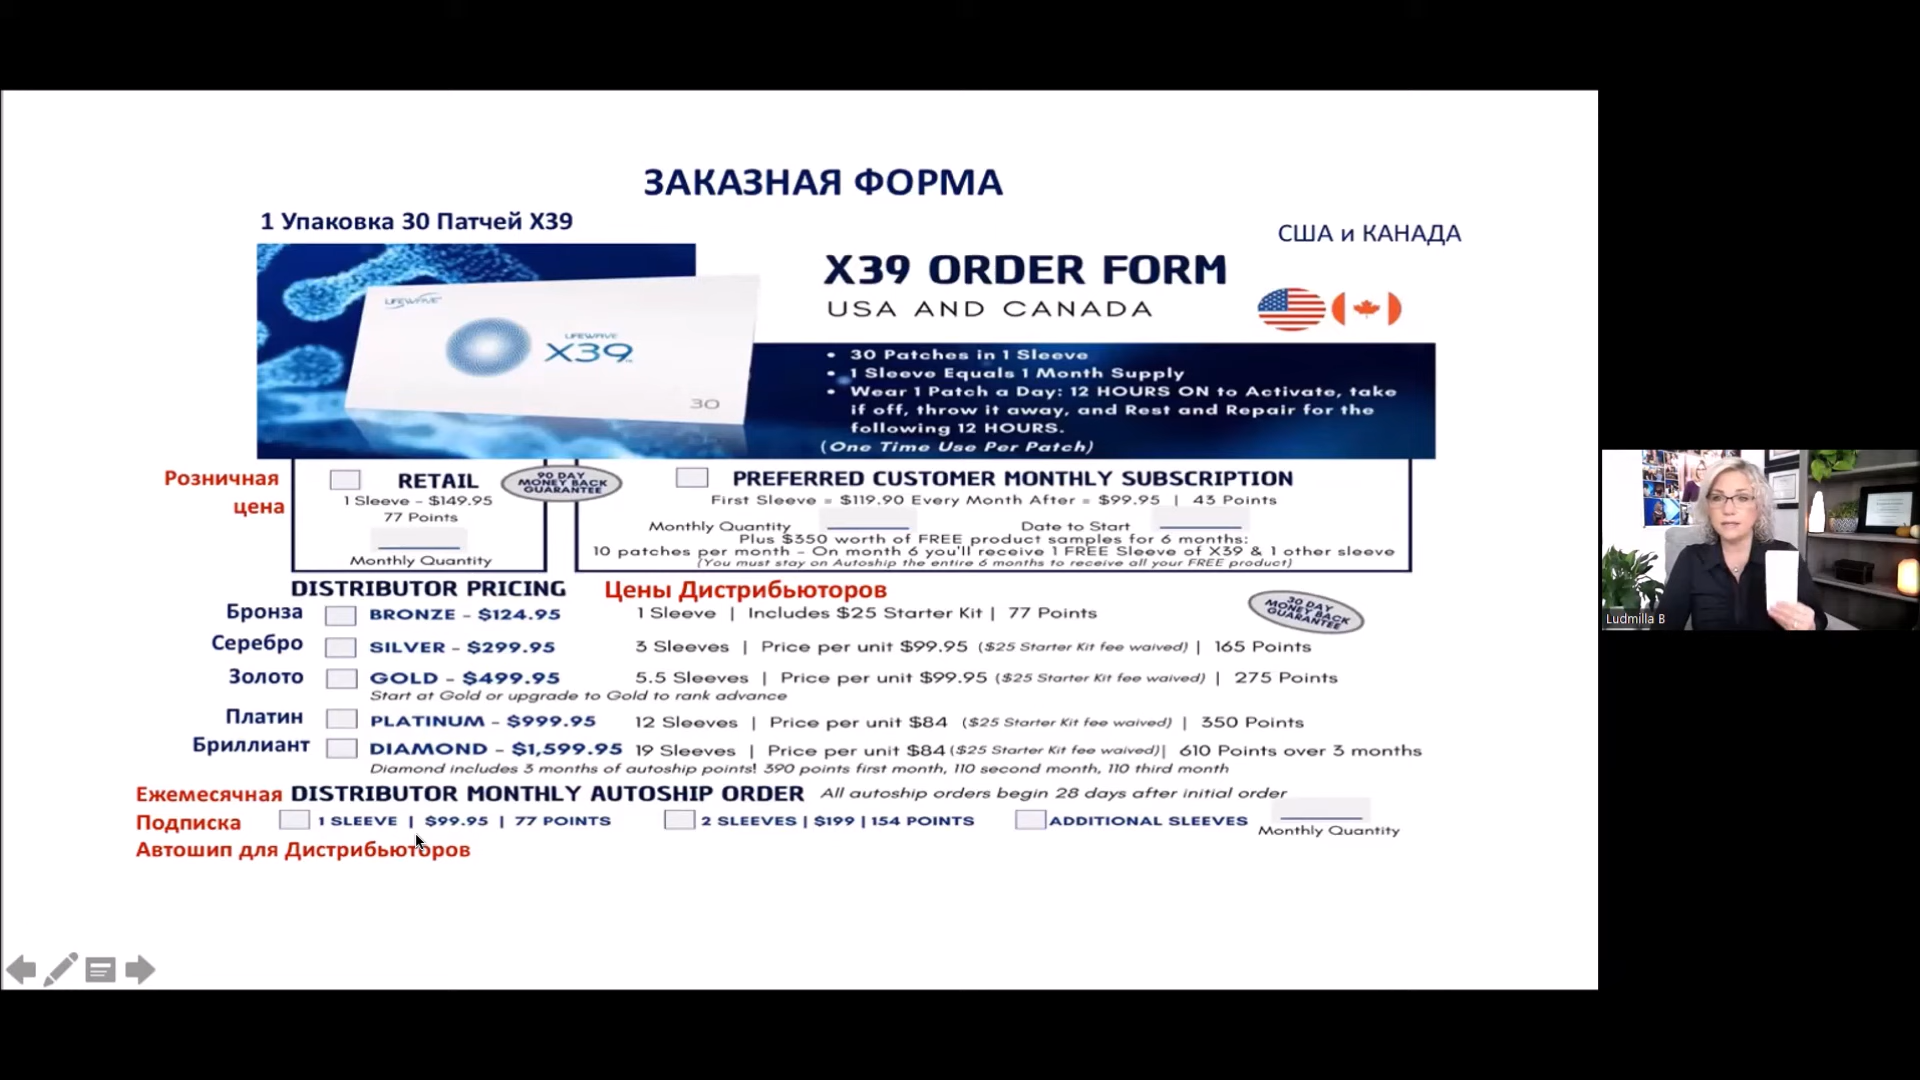 ЗАКАЗНАЯ ФОРМА
1 Упаковка 30 Патчей X39
США и КАНАДА
X39 ORDER FORM
USA AND CANADA
LIFEWAVE
LIFEWAVE
X39
30
• 30 Patches in 1 Sleeve
• 1 Sleeve Equals 1 Month Supply
• Wear 1 Patch a Day: 12 HOURS ON to Activate, take
if off, throw it away, and Rest and Repair for the
following 12 HOURS.
(One Time Use Per Patch)
Розничная
цена
RETAIL
1 Sleeve – $149.95
77 Points
Monthly Quantity
90 DAY
MONEY BACK
GUARANTEE
PREFERRED CUSTOMER MONTHLY SUBSCRIPTION
First Sleeve = $119.90 Every Month After = $99.95 | 43 Points
Monthly Quantity
Date to Start
Plus $350 worth of FREE product samples for 6 months:
10 patches per month – On month 6 you'll receive 1 FREE Sleeve of X39 & 1 other sleeve
(You must stay on Autoship the entire 6 months to receive all your FREE product)
DISTRIBUTOR PRICING
Цены Дистрибьюторов
30 DAY
MONEY BACK
GUARANTEE
Бронза
BRONZE – $124.95
1 Sleeve | Includes $25 Starter Kit | 77 Points
Серебро
SILVER – $299.95
3 Sleeves | Price per unit $99.95 ($25 Starter Kit fee waived) | 165 Points
Золото
GOLD – $499.95
5.5 Sleeves | Price per unit $99.95 ($25 Starter Kit fee waived) | 275 Points
Start at Gold or upgrade to Gold to rank advance
Платин
PLATINUM – $999.95
12 Sleeves | Price per unit $84 ($25 Starter Kit fee waived) | 350 Points
Бриллиант
DIAMOND – $1,599.95
19 Sleeves | Price per unit $84 ($25 Starter Kit fee waived) | 610 Points over 3 months
Diamond includes 3 months of autoship points! 390 points first month, 110 second month, 110 third month
Ежемесячная
DISTRIBUTOR MONTHLY AUTOSHIP ORDER
All autoship orders begin 28 days after initial order
Подписка
1 SLEEVE | $99.95 | 77 POINTS
2 SLEEVES | $199 | 154 POINTS
ADDITIONAL SLEEVES
Monthly Quantity
Автошип для Дистрибьюторов
Ludmilla B